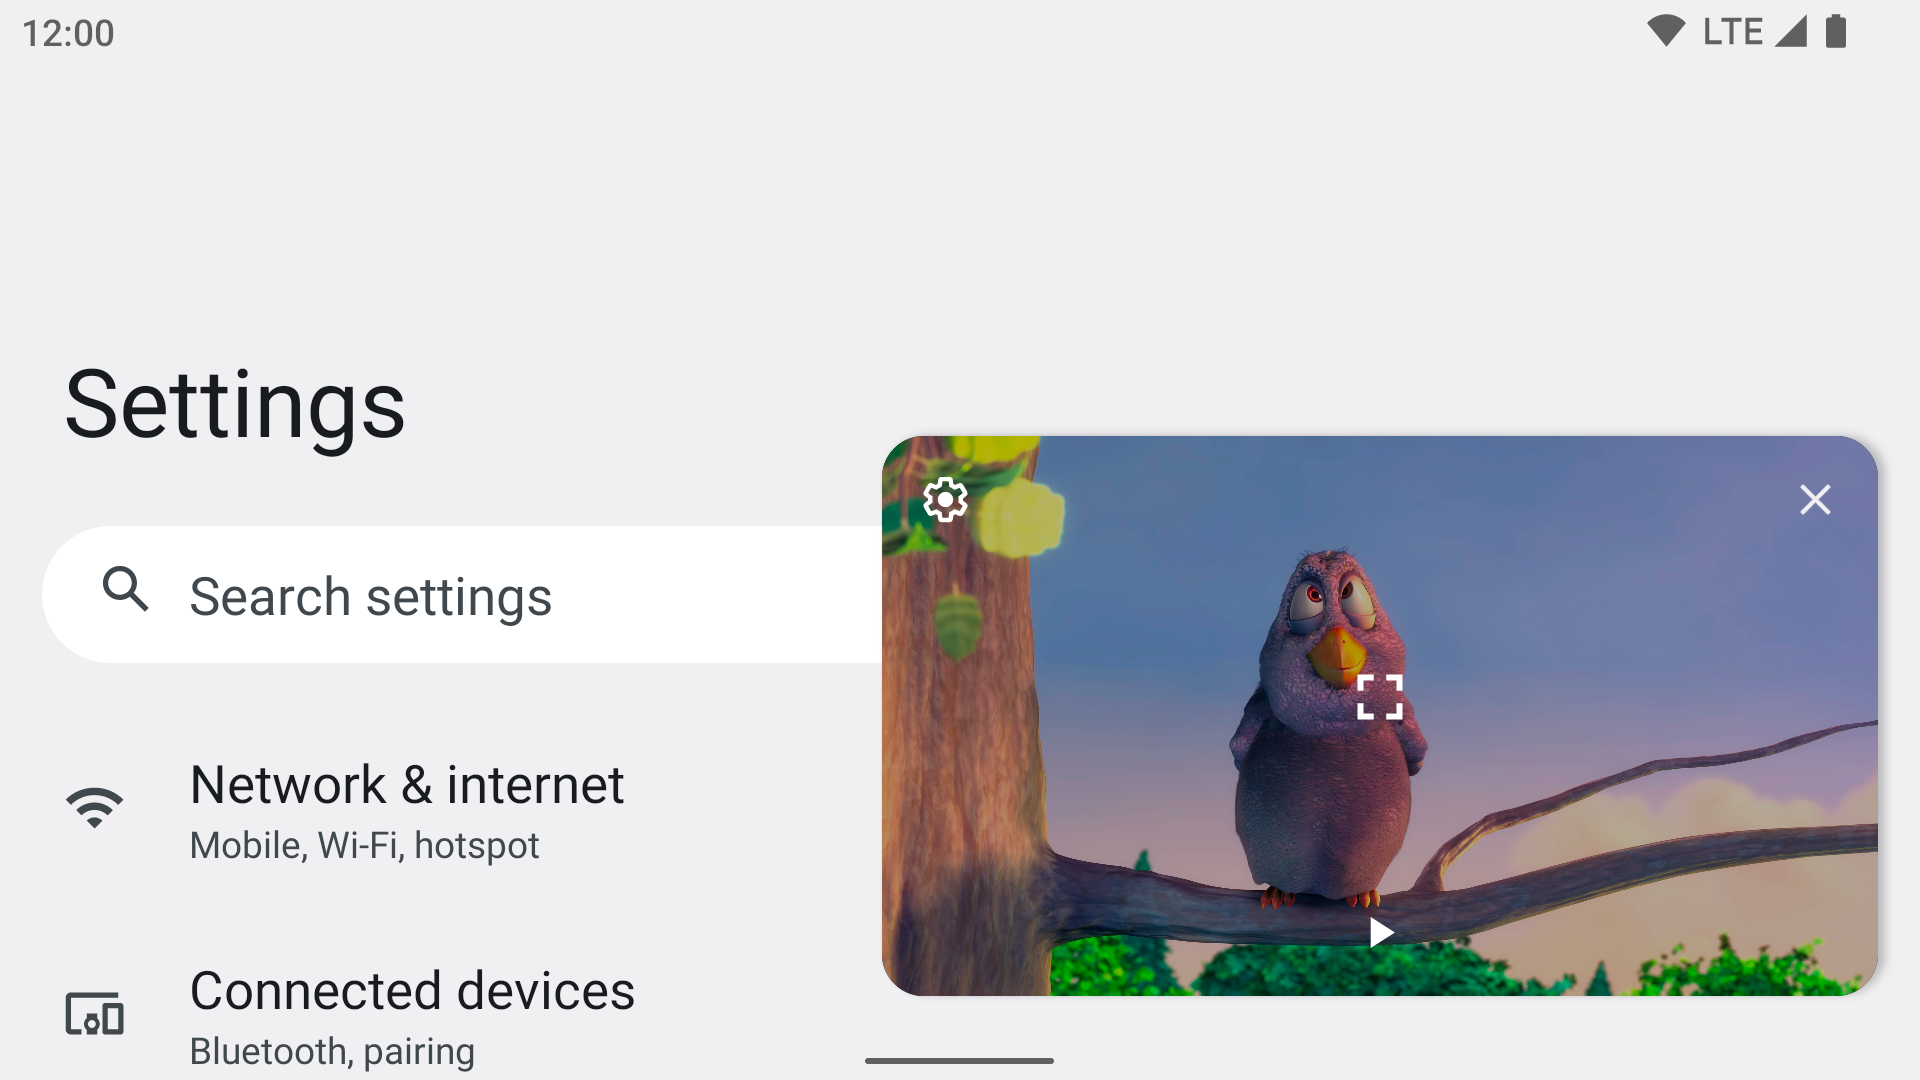 12:00
LTE
Settings
Search settings
Network & internet
Mobile, Wi-Fi, hotspot
Connected devices
Bluetooth, pairing